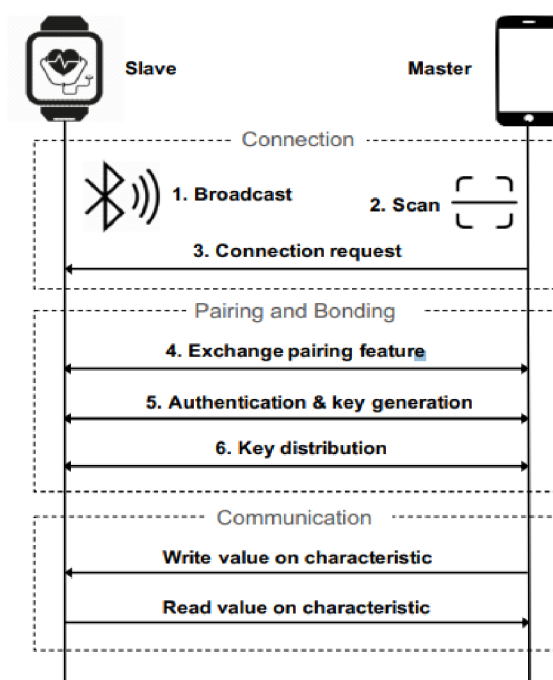 Slave
Master
Connection
1. Broadcast
2. Scan
3. Connection request
Pairing and Bonding
4. Exchange pairing feature
5. Authentication & key generation
6. Key distribution
Communication
Write value on characteristic
Read value on characteristic